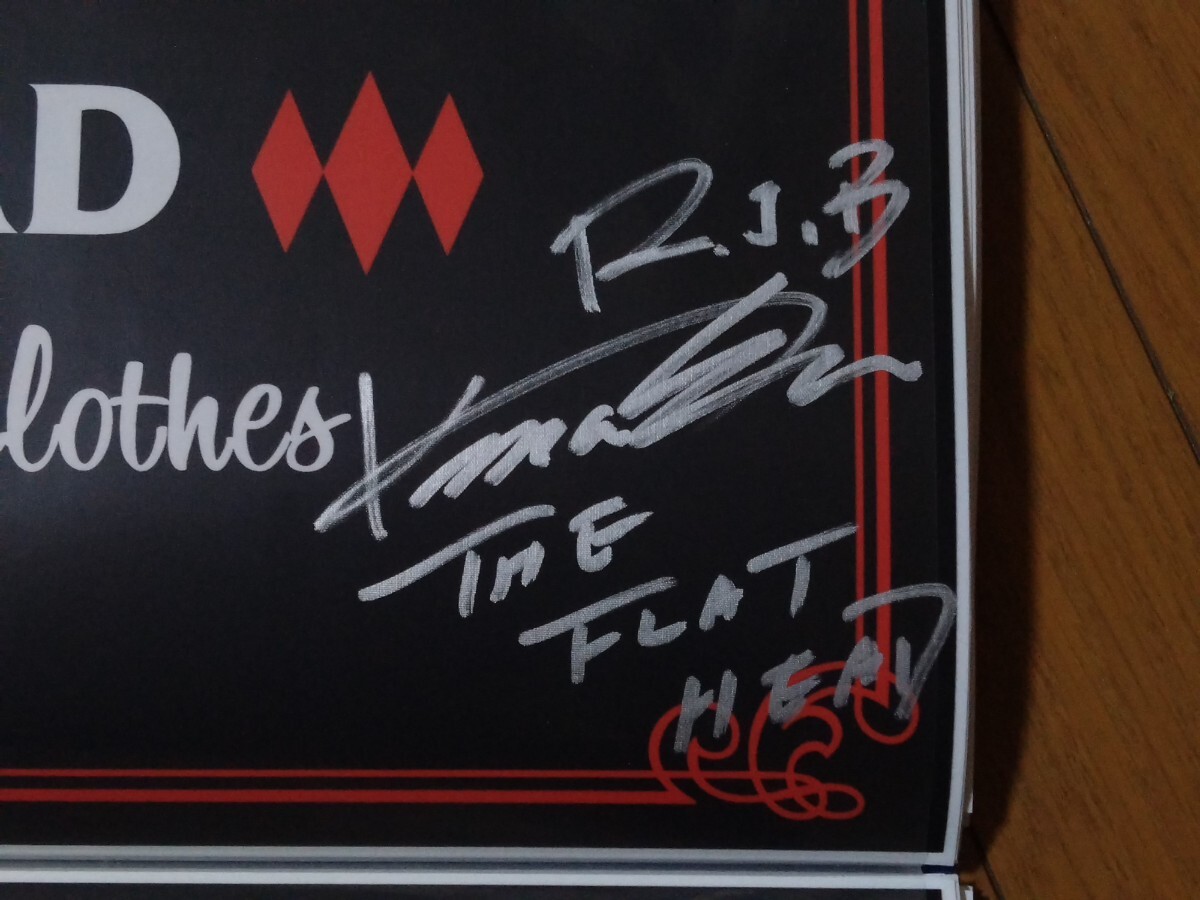 AD
lothes
R.J.B
THE
FLAT
HEAD